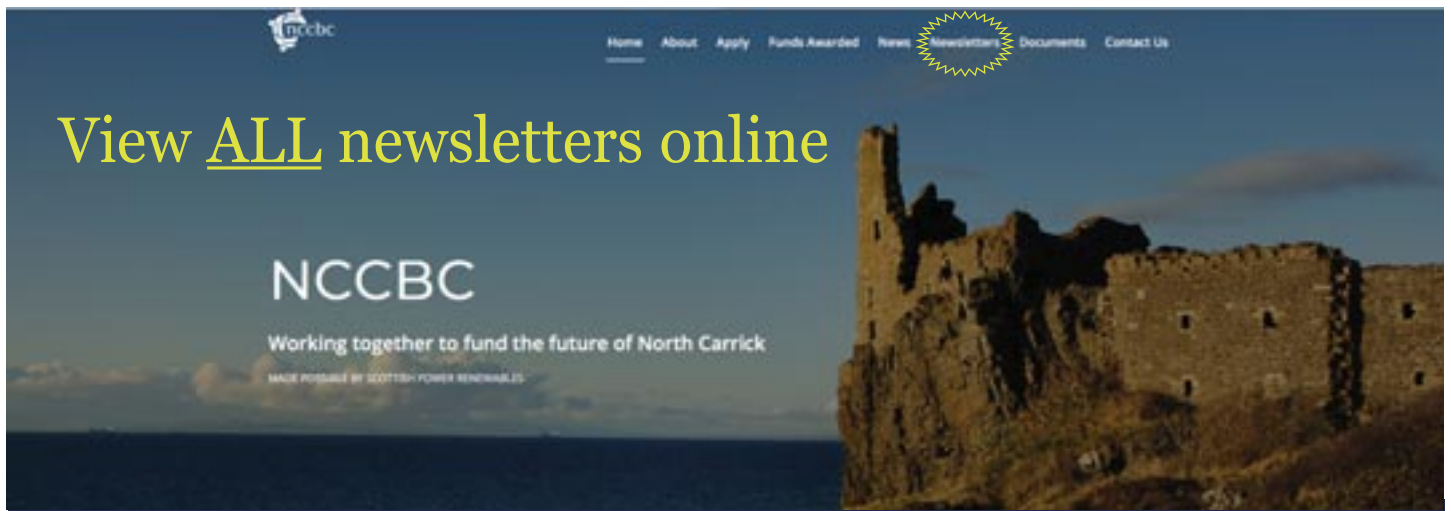 nccbc
Home About Apply Funds Awarded News Newsletters Documents Contact Us
View ALL newsletters online
NCCBC
Working together to fund the future of North Carrick
MADE POSSIBLE BY SCOTTISH POWER RENEWABLES